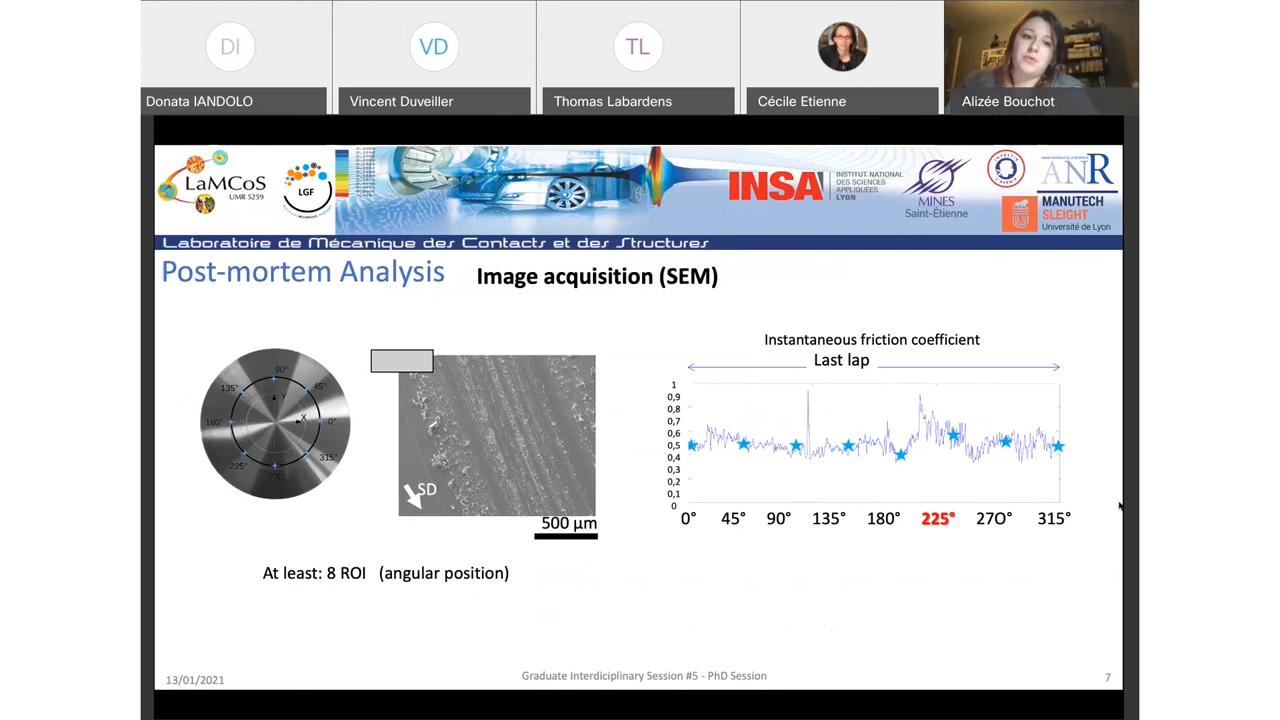 DI
VD
TL
Donata IANDOLO
Vincent Duveiller
Thomas Labardens
Cécile Etienne
Alizée Bouchot
LaMCoS
UMR 5259
LGF
INSA
INSTITUT NATIONAL
DES SCIENCES
APPLIQUÉES
LYON
MINES
Saint-Étienne
ANR
MANUTECH
SLEIGHT
Université de Lyon
Laboratoire de Mécanique des Contacts et des Structures
Post-mortem Analysis
Image acquisition (SEM)
90°
135°
45°
Y
X
180°
0°
225°
315°
SD
500 µm
At least: 8 ROI (angular position)
Instantaneous friction coefficient
Last lap
1
0,9
0,8
0,7
0,6
0,5
0,4
0,3
0,2
0,1
0
0° 45° 90° 135° 180° 225° 27O° 315°
13/01/2021
Graduate Interdiciplinary Session #5 - PhD Session
7